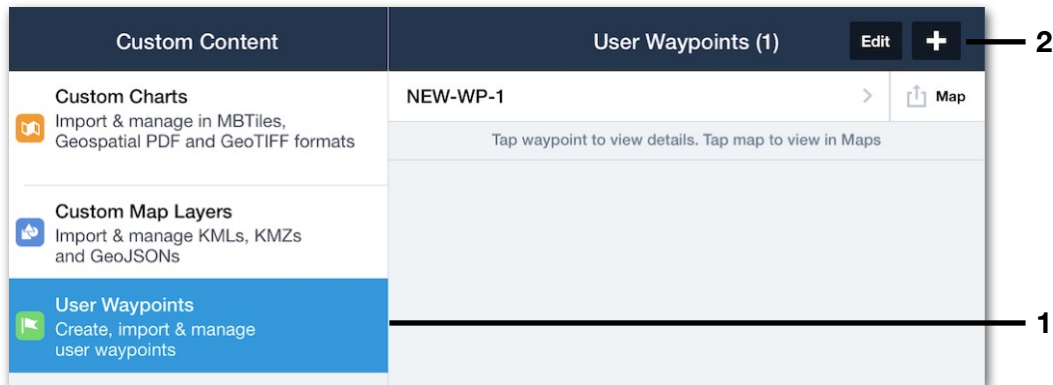 Custom Content
User Waypoints (1)
Edit
2
Custom Charts
Import & manage in MBTiles,
Geospatial PDF and GeoTIFF formats
NEW-WP-1
Map
Tap waypoint to view details. Tap map to view in Maps
Custom Map Layers
Import & manage KMLs, KMZs
and GeoJSONs
User Waypoints
Create, import & manage
user waypoints
1